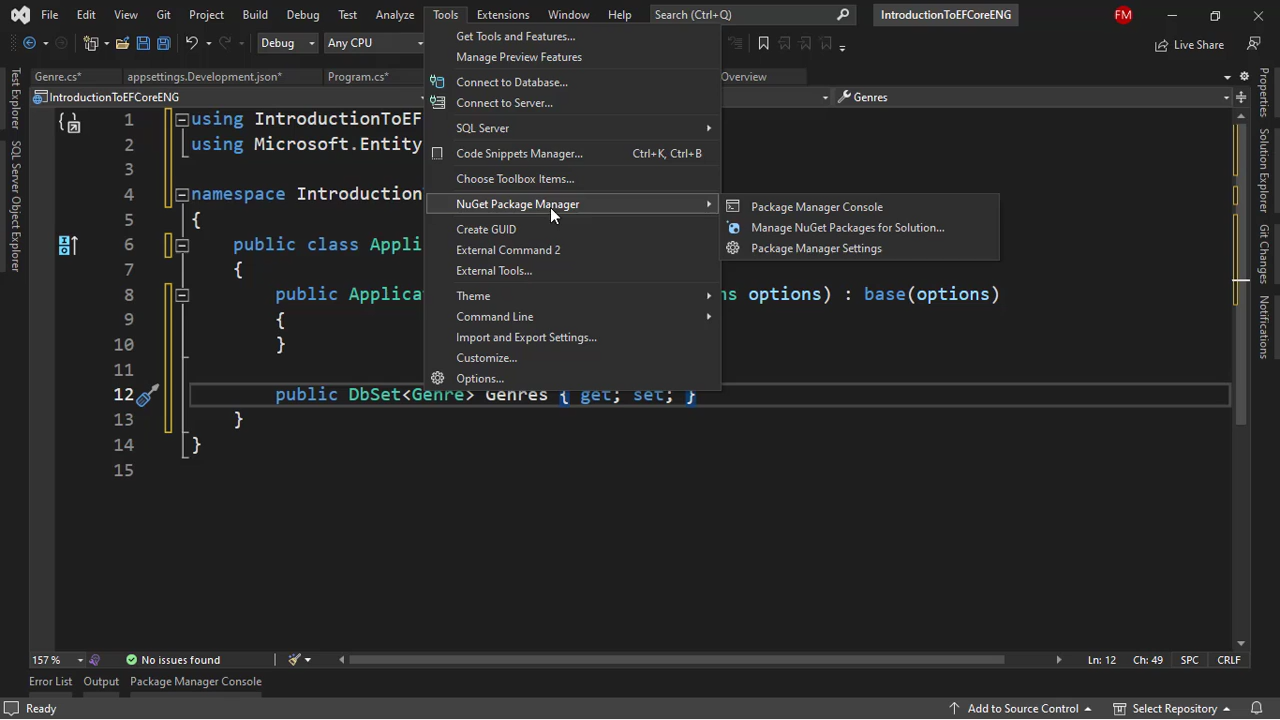 File Edit View Git Project Build Debug Test Analyze Tools Extensions Window Help Search (Ctrl+Q) IntroductionToEFCoreENG FM
Debug Any CPU Live Share
Genre.cs* appsettings.Development.json* Program.cs* Overview
IntroductionToEFCoreENG Genres
Get Tools and Features...
Manage Preview Features
Connect to Database...
Connect to Server...
SQL Server
Code Snippets Manager... Ctrl+K, Ctrl+B
Choose Toolbox Items...
NuGet Package Manager
Create GUID
External Command 2
External Tools...
Theme
Command Line
Import and Export Settings...
Customize...
Options...
Package Manager Console
Manage NuGet Packages for Solution...
Package Manager Settings
1 using IntroductionToEF
2 using Microsoft.Entity
3
4 namespace Introduction
5 {
6 public class Appli
7 {
8 public Applica ns options) : base(options)
9 {
10 }
11
12 public DbSet<Genre> Genres { get; set; }
13 }
14 }
15
Test Explorer
SQL Server Object Explorer
Properties
Solution Explorer
Git Changes
Notifications
157 % No issues found Ln: 12 Ch: 49 SPC CRLF
Error List Output Package Manager Console
Ready Add to Source Control Select Repository